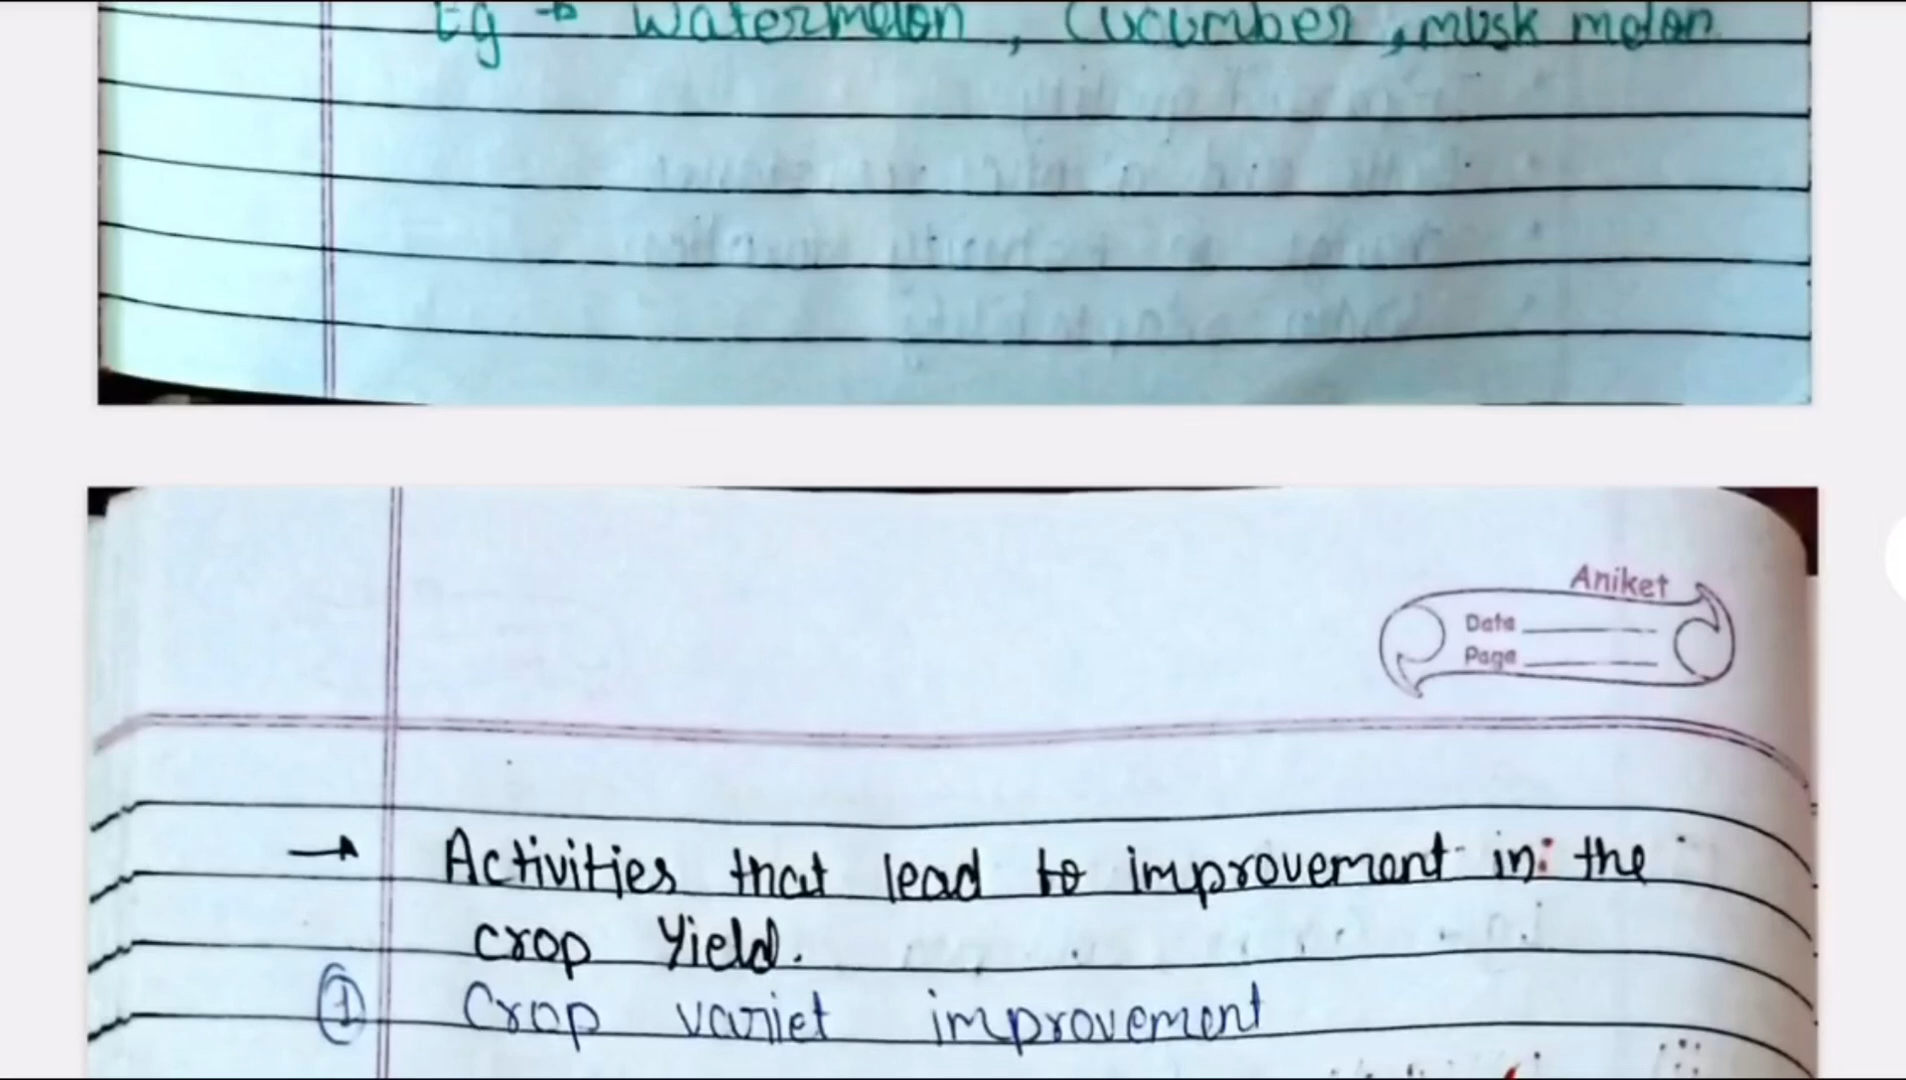 Eg → Watermelon, Cucumber, musk melon
Aniket
Date
Page
→ Activities that lead to improvement in the
crop Yield.
① Crop variet improvement